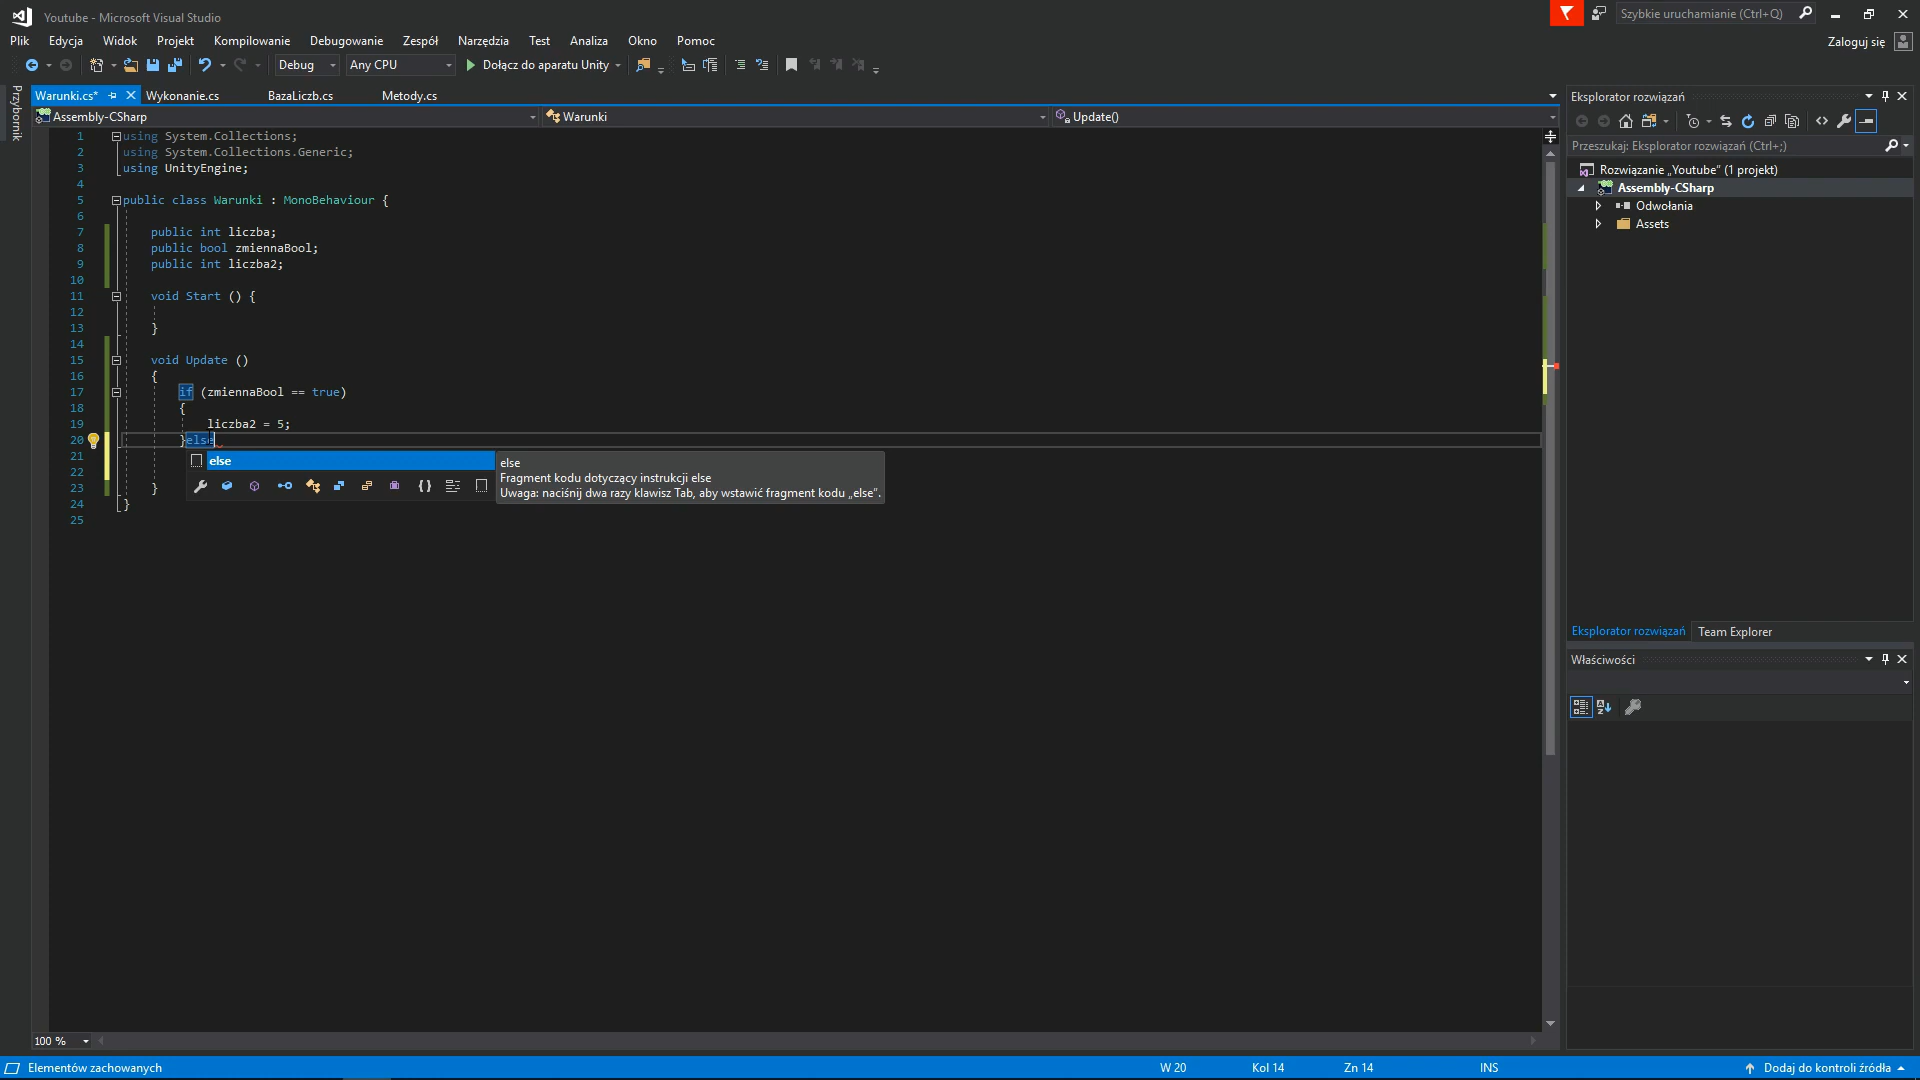 Youtube - Microsoft Visual Studio
Szybkie uruchamianie (Ctrl+Q)
Plik Edycja Widok Projekt Kompilowanie Debugowanie Zespół Narzędzia Test Analiza Okno Pomoc
Zaloguj się
Debug Any CPU Dołącz do aparatu Unity
Przybornik
Warunki.cs* Wykonanie.cs BazaLiczb.cs Metody.cs
Assembly-CSharp Warunki Update()
1 using System.Collections;
2 using System.Collections.Generic;
3 using UnityEngine;
4
5 public class Warunki : MonoBehaviour {
6
7 public int liczba;
8 public bool zmiennaBool;
9 public int liczba2;
10
11 void Start () {
12
13 }
14
15 void Update ()
16 {
17 if (zmiennaBool == true)
18 {
19 liczba2 = 5;
20 }else
21
22
23 }
24 }
25
else
else
Fragment kodu dotyczący instrukcji else
Uwaga: naciśnij dwa razy klawisz Tab, aby wstawić fragment kodu „else”.
Eksplorator rozwiązań
Przeszukaj: Eksplorator rozwiązań (Ctrl+;)
Rozwiązanie „Youtube” (1 projekt)
Assembly-CSharp
Odwołania
Assets
Eksplorator rozwiązań Team Explorer
Właściwości
100 %
Elementów zachowanych W 20 Kol 14 Zn 14 INS Dodaj do kontroli źródła